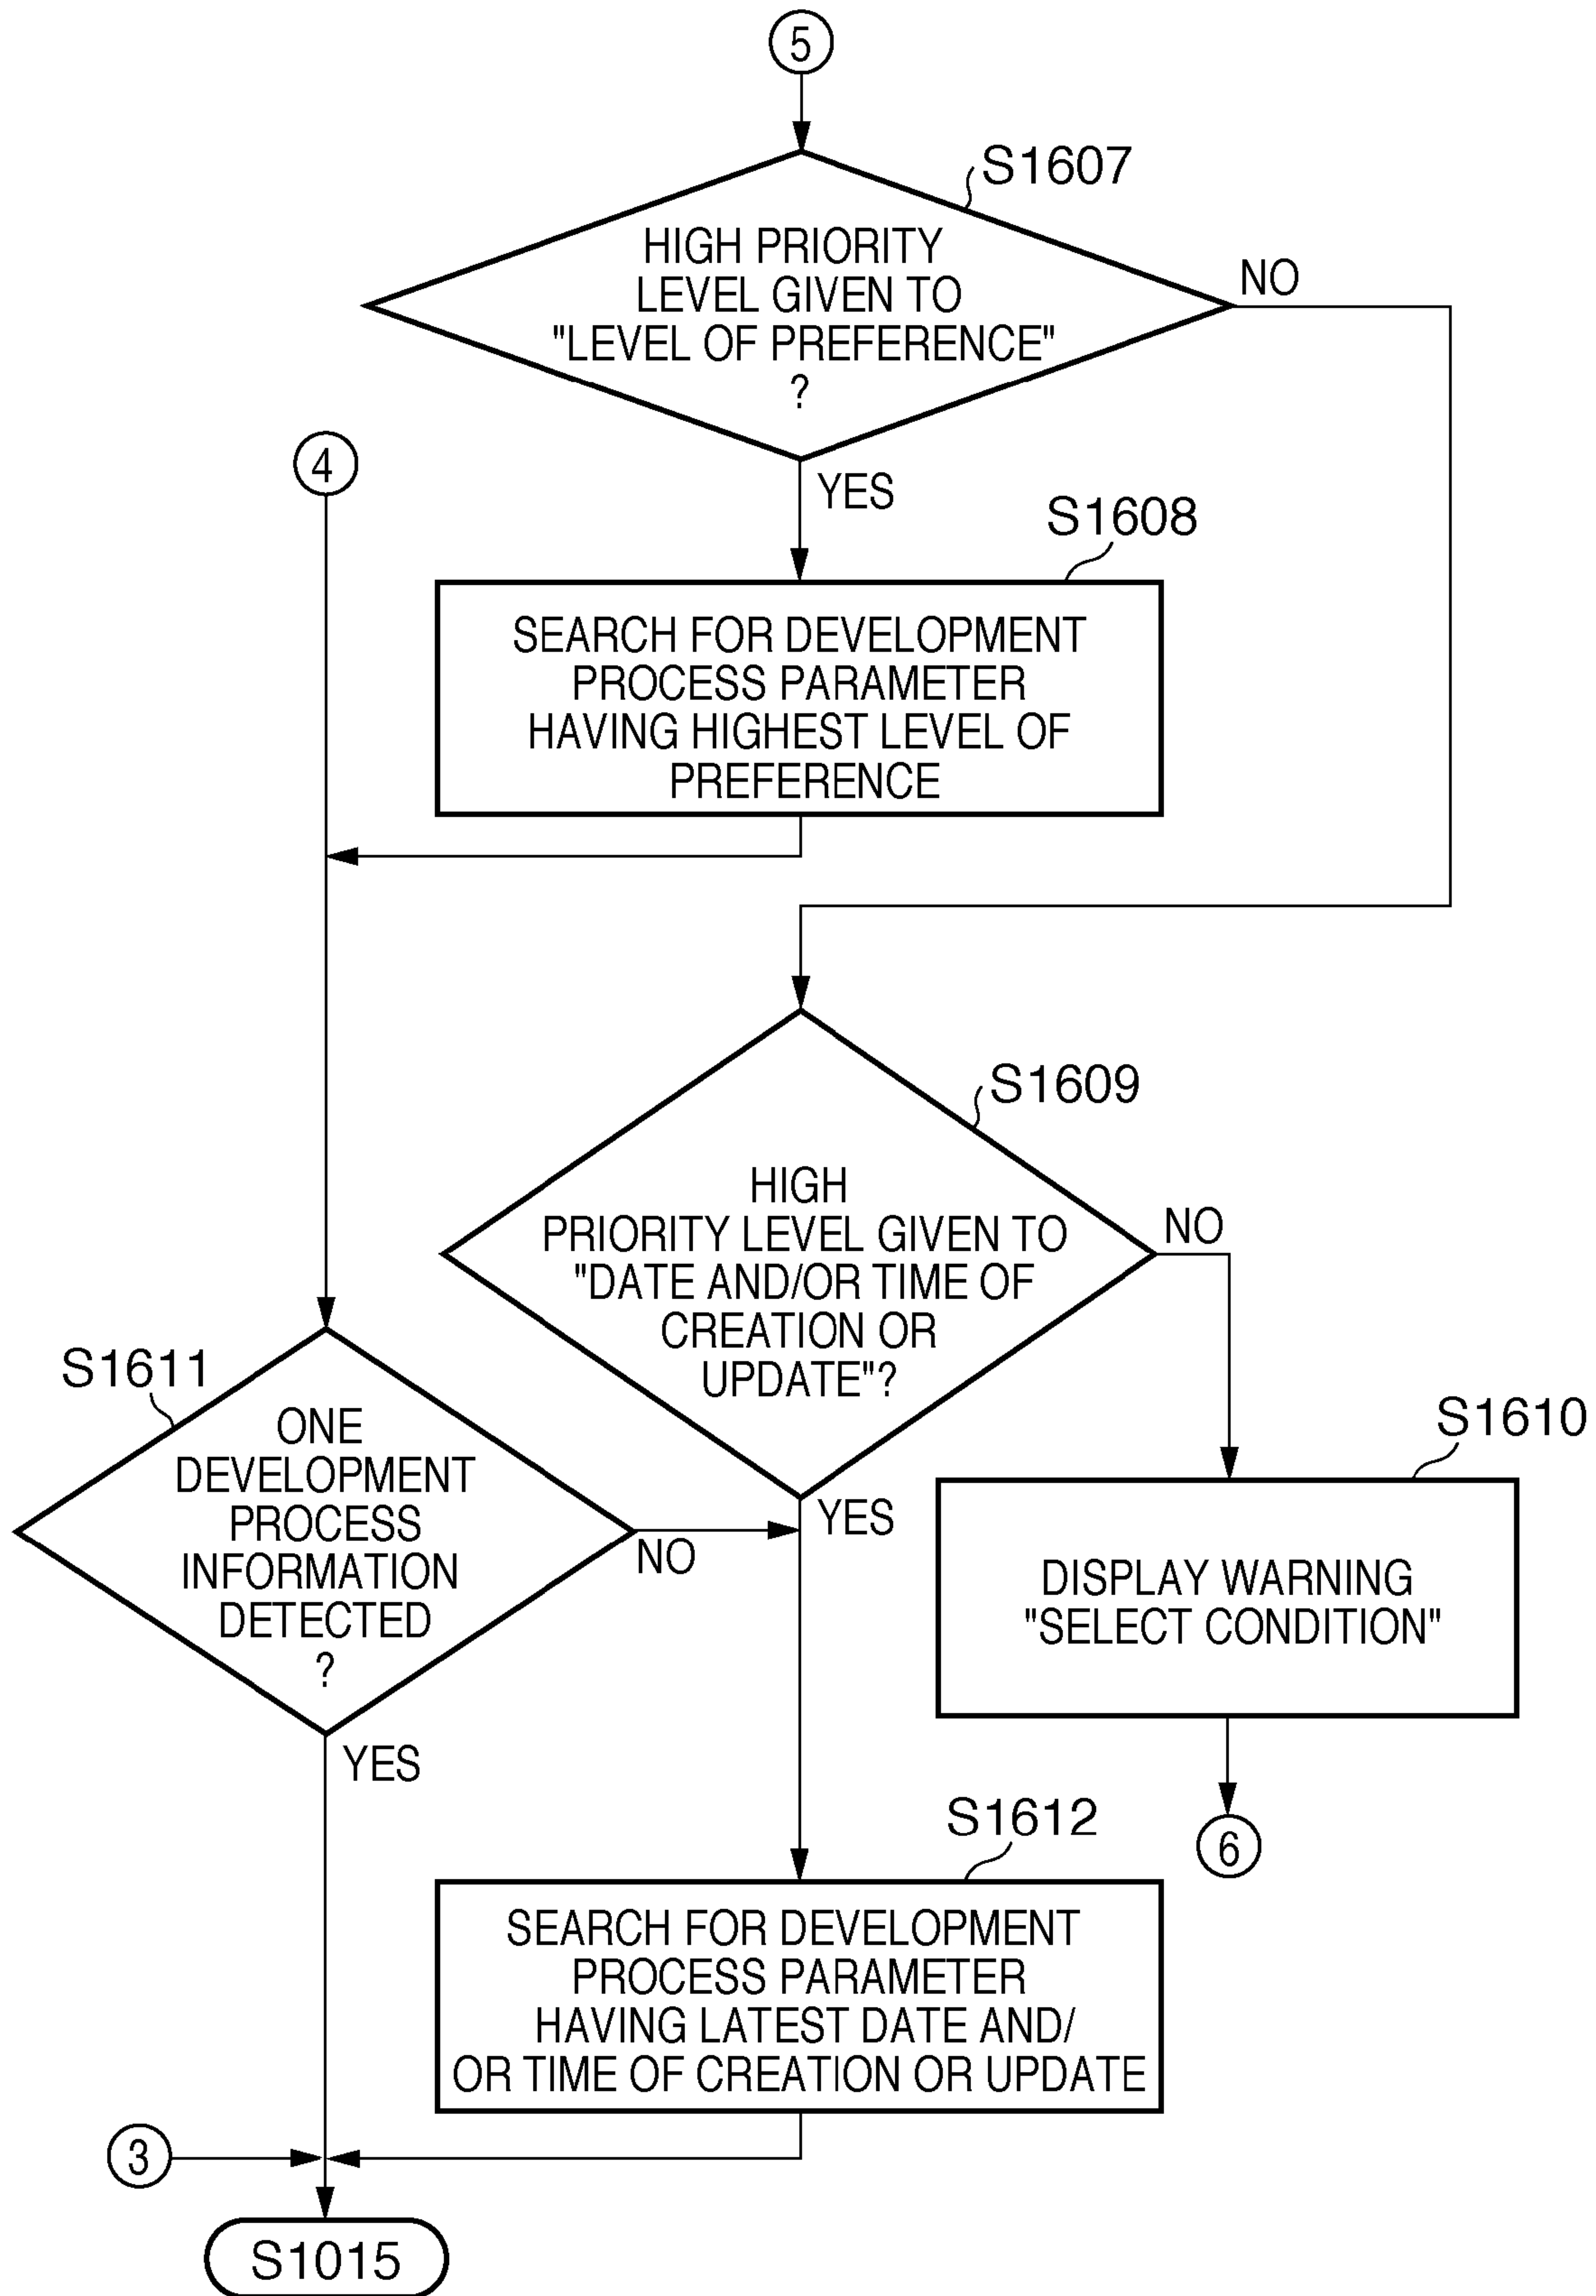 5
S1607
HIGH PRIORITY
LEVEL GIVEN TO
"LEVEL OF PREFERENCE"
?
NO
4
YES
S1608
SEARCH FOR DEVELOPMENT
PROCESS PARAMETER
HAVING HIGHEST LEVEL OF
PREFERENCE
S1609
HIGH
PRIORITY LEVEL GIVEN TO
"DATE AND/OR TIME OF
CREATION OR
UPDATE"?
NO
S1611
ONE
DEVELOPMENT
PROCESS
INFORMATION
DETECTED
?
NO
YES
S1610
DISPLAY WARNING
"SELECT CONDITION"
YES
6
S1612
SEARCH FOR DEVELOPMENT
PROCESS PARAMETER
HAVING LATEST DATE AND/
OR TIME OF CREATION OR UPDATE
3
S1015